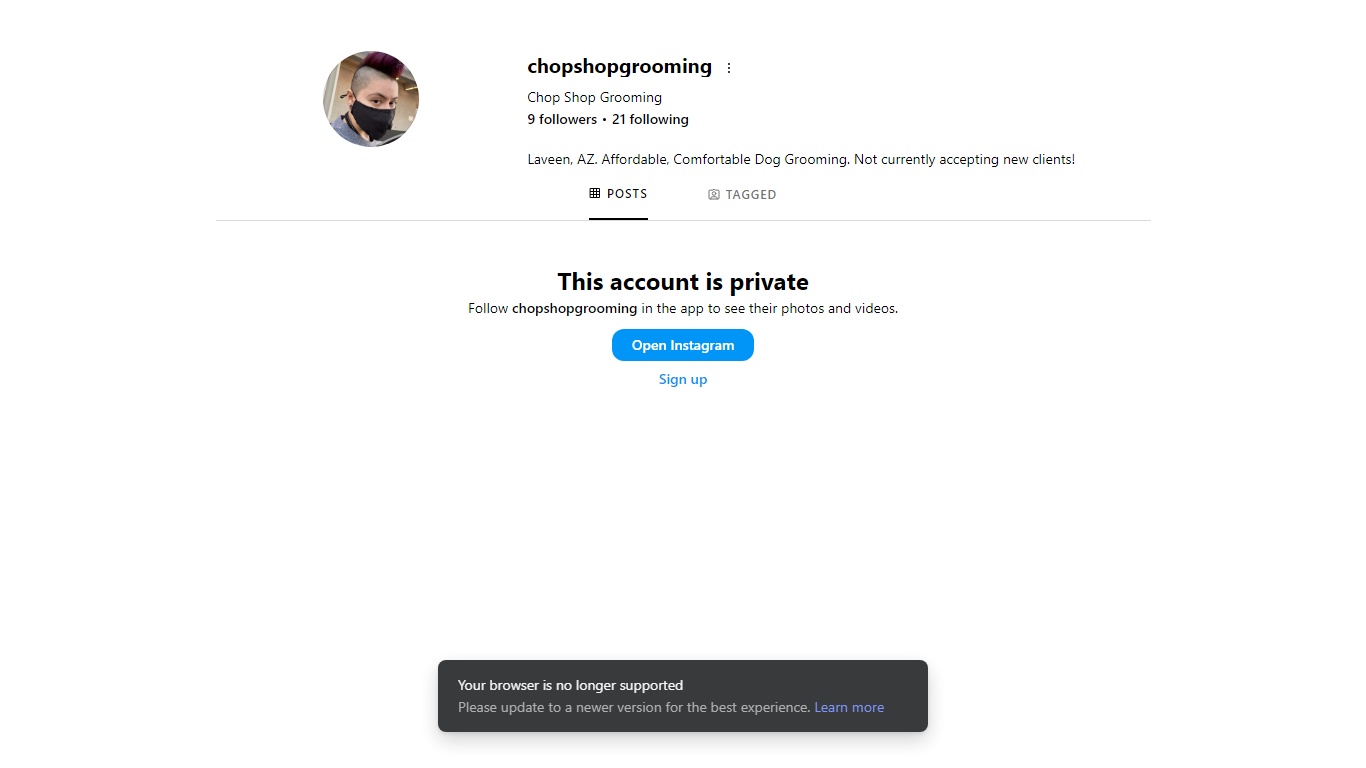 chopshopgrooming
Chop Shop Grooming
9 followers • 21 following
Laveen, AZ. Affordable, Comfortable Dog Grooming. Not currently accepting new clients!
POSTS
TAGGED
This account is private
Follow chopshopgrooming in the app to see their photos and videos.
Open Instagram
Sign up
Your browser is no longer supported
Please update to a newer version for the best experience. Learn more